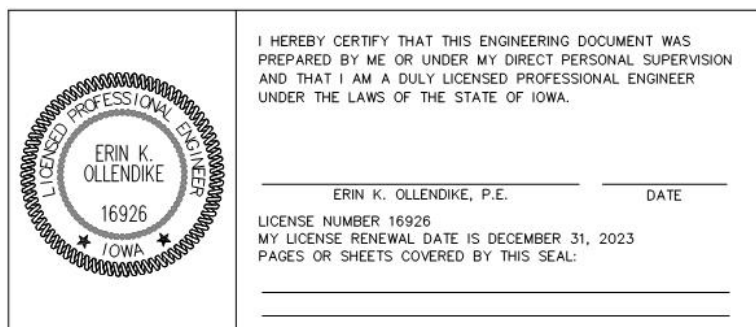 LICENSED PROFESSIONAL ENGINEER
ERIN K.
OLLENDIKE
16926
★ IOWA ★
I HEREBY CERTIFY THAT THIS ENGINEERING DOCUMENT WAS
PREPARED BY ME OR UNDER MY DIRECT PERSONAL SUPERVISION
AND THAT I AM A DULY LICENSED PROFESSIONAL ENGINEER
UNDER THE LAWS OF THE STATE OF IOWA.
ERIN K. OLLENDIKE, P.E. DATE
LICENSE NUMBER 16926
MY LICENSE RENEWAL DATE IS DECEMBER 31, 2023
PAGES OR SHEETS COVERED BY THIS SEAL: